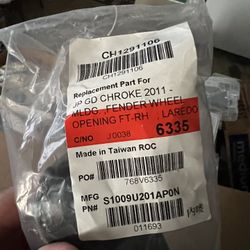 CH1291106
CH1291106
Replacement Part For
JP GD CHROKE 2011 -
MLDG. ,FENDER WHEEL
OPENING FT-RH ; LAREDO
C/NO J0038 6335
Made in Taiwan ROC
PO# 768V6335
MFG
PN# S1009U201AP0N
011693